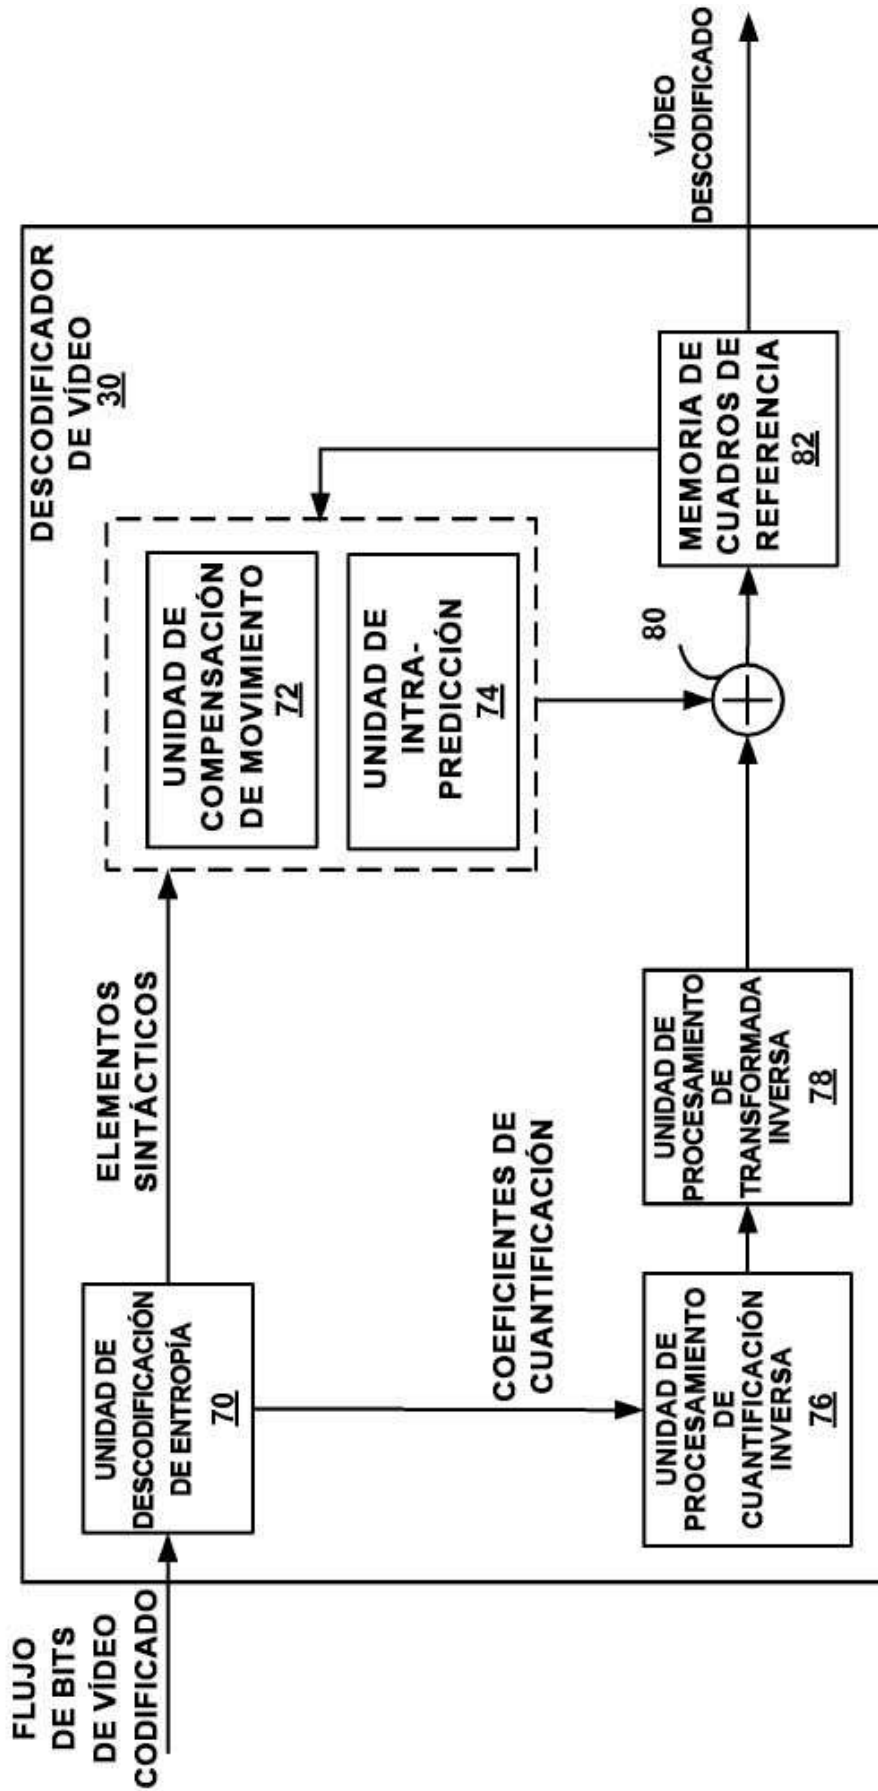 FLUJO
DE BITS
DE VÍDEO
CODIFICADO
DESCODIFICADOR
DE VÍDEO
30
UNIDAD DE
DESCODIFICACIÓN
DE ENTROPÍA
70
ELEMENTOS
SINTÁCTICOS
UNIDAD DE
COMPENSACIÓN
DE MOVIMIENTO
72
UNIDAD DE
INTRA-
PREDICCIÓN
74
COEFICIENTES DE
CUANTIFICACIÓN
UNIDAD DE
PROCESAMIENTO
DE
CUANTIFICACIÓN
INVERSA
76
UNIDAD DE
PROCESAMIENTO
DE
TRANSFORMADA
INVERSA
78
80
MEMORIA DE
CUADROS DE
REFERENCIA
82
VÍDEO
DESCODIFICADO